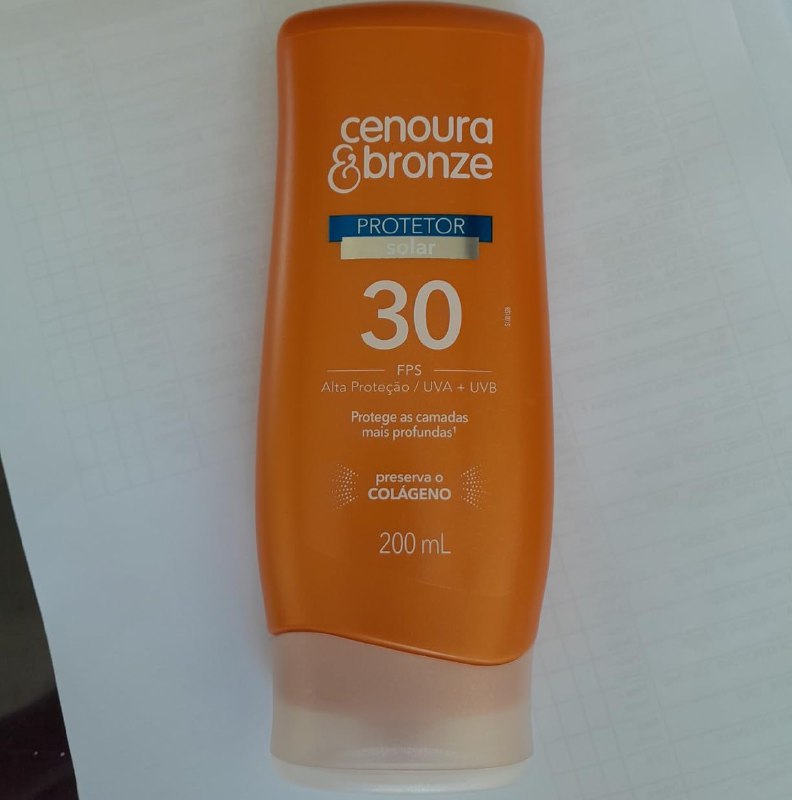 cenoura
&bronze
PROTETOR
solar
30
FPS
Alta Proteção / UVA + UVB
Protege as camadas
mais profundas¹
preserva o
COLÁGENO
200 mL